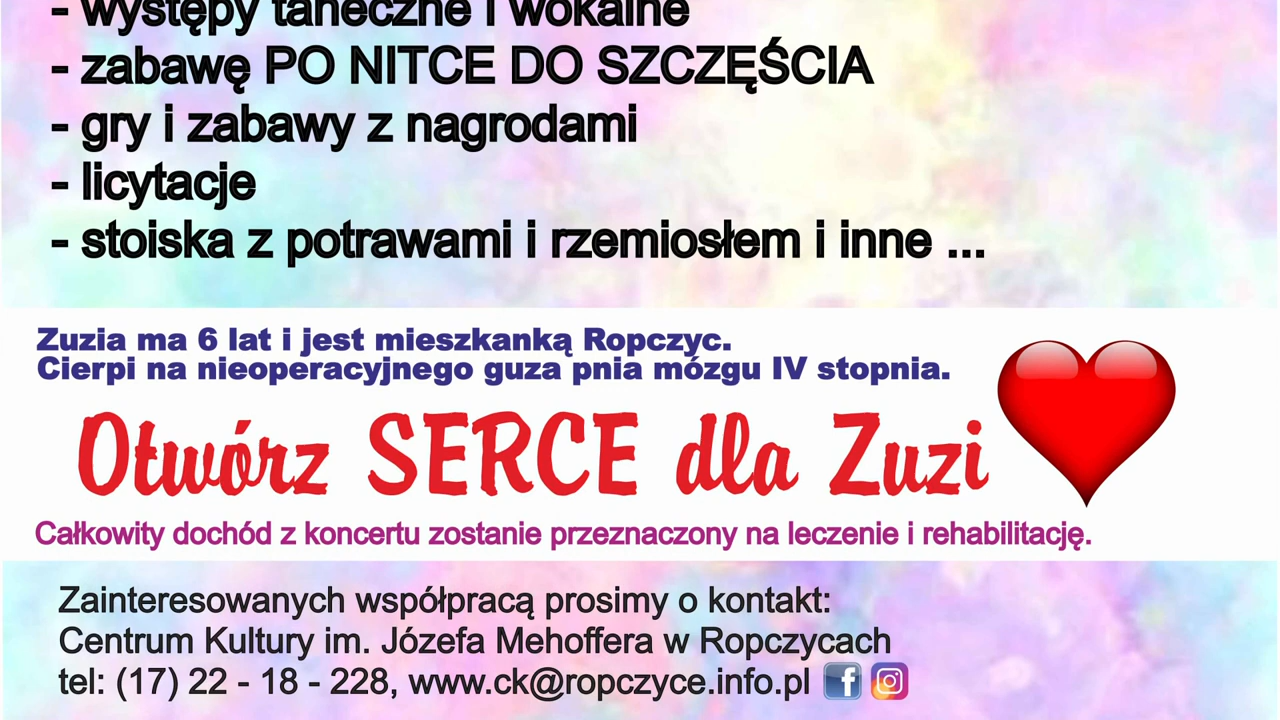 - występy taneczne i wokalne
- zabawę PO NITCE DO SZCZĘŚCIA
- gry i zabawy z nagrodami
- licytacje
- stoiska z potrawami i rzemiosłem i inne ...
Zuzia ma 6 lat i jest mieszkanką Ropczyc.
Cierpi na nieoperacyjnego guza pnia mózgu IV stopnia.
Otwórz SERCE dla Zuzi
Całkowity dochód z koncertu zostanie przeznaczony na leczenie i rehabilitację.
Zainteresowanych współpracą prosimy o kontakt:
Centrum Kultury im. Józefa Mehoffera w Ropczycach
tel: (17) 22 - 18 - 228, www.ck@ropczyce.info.pl